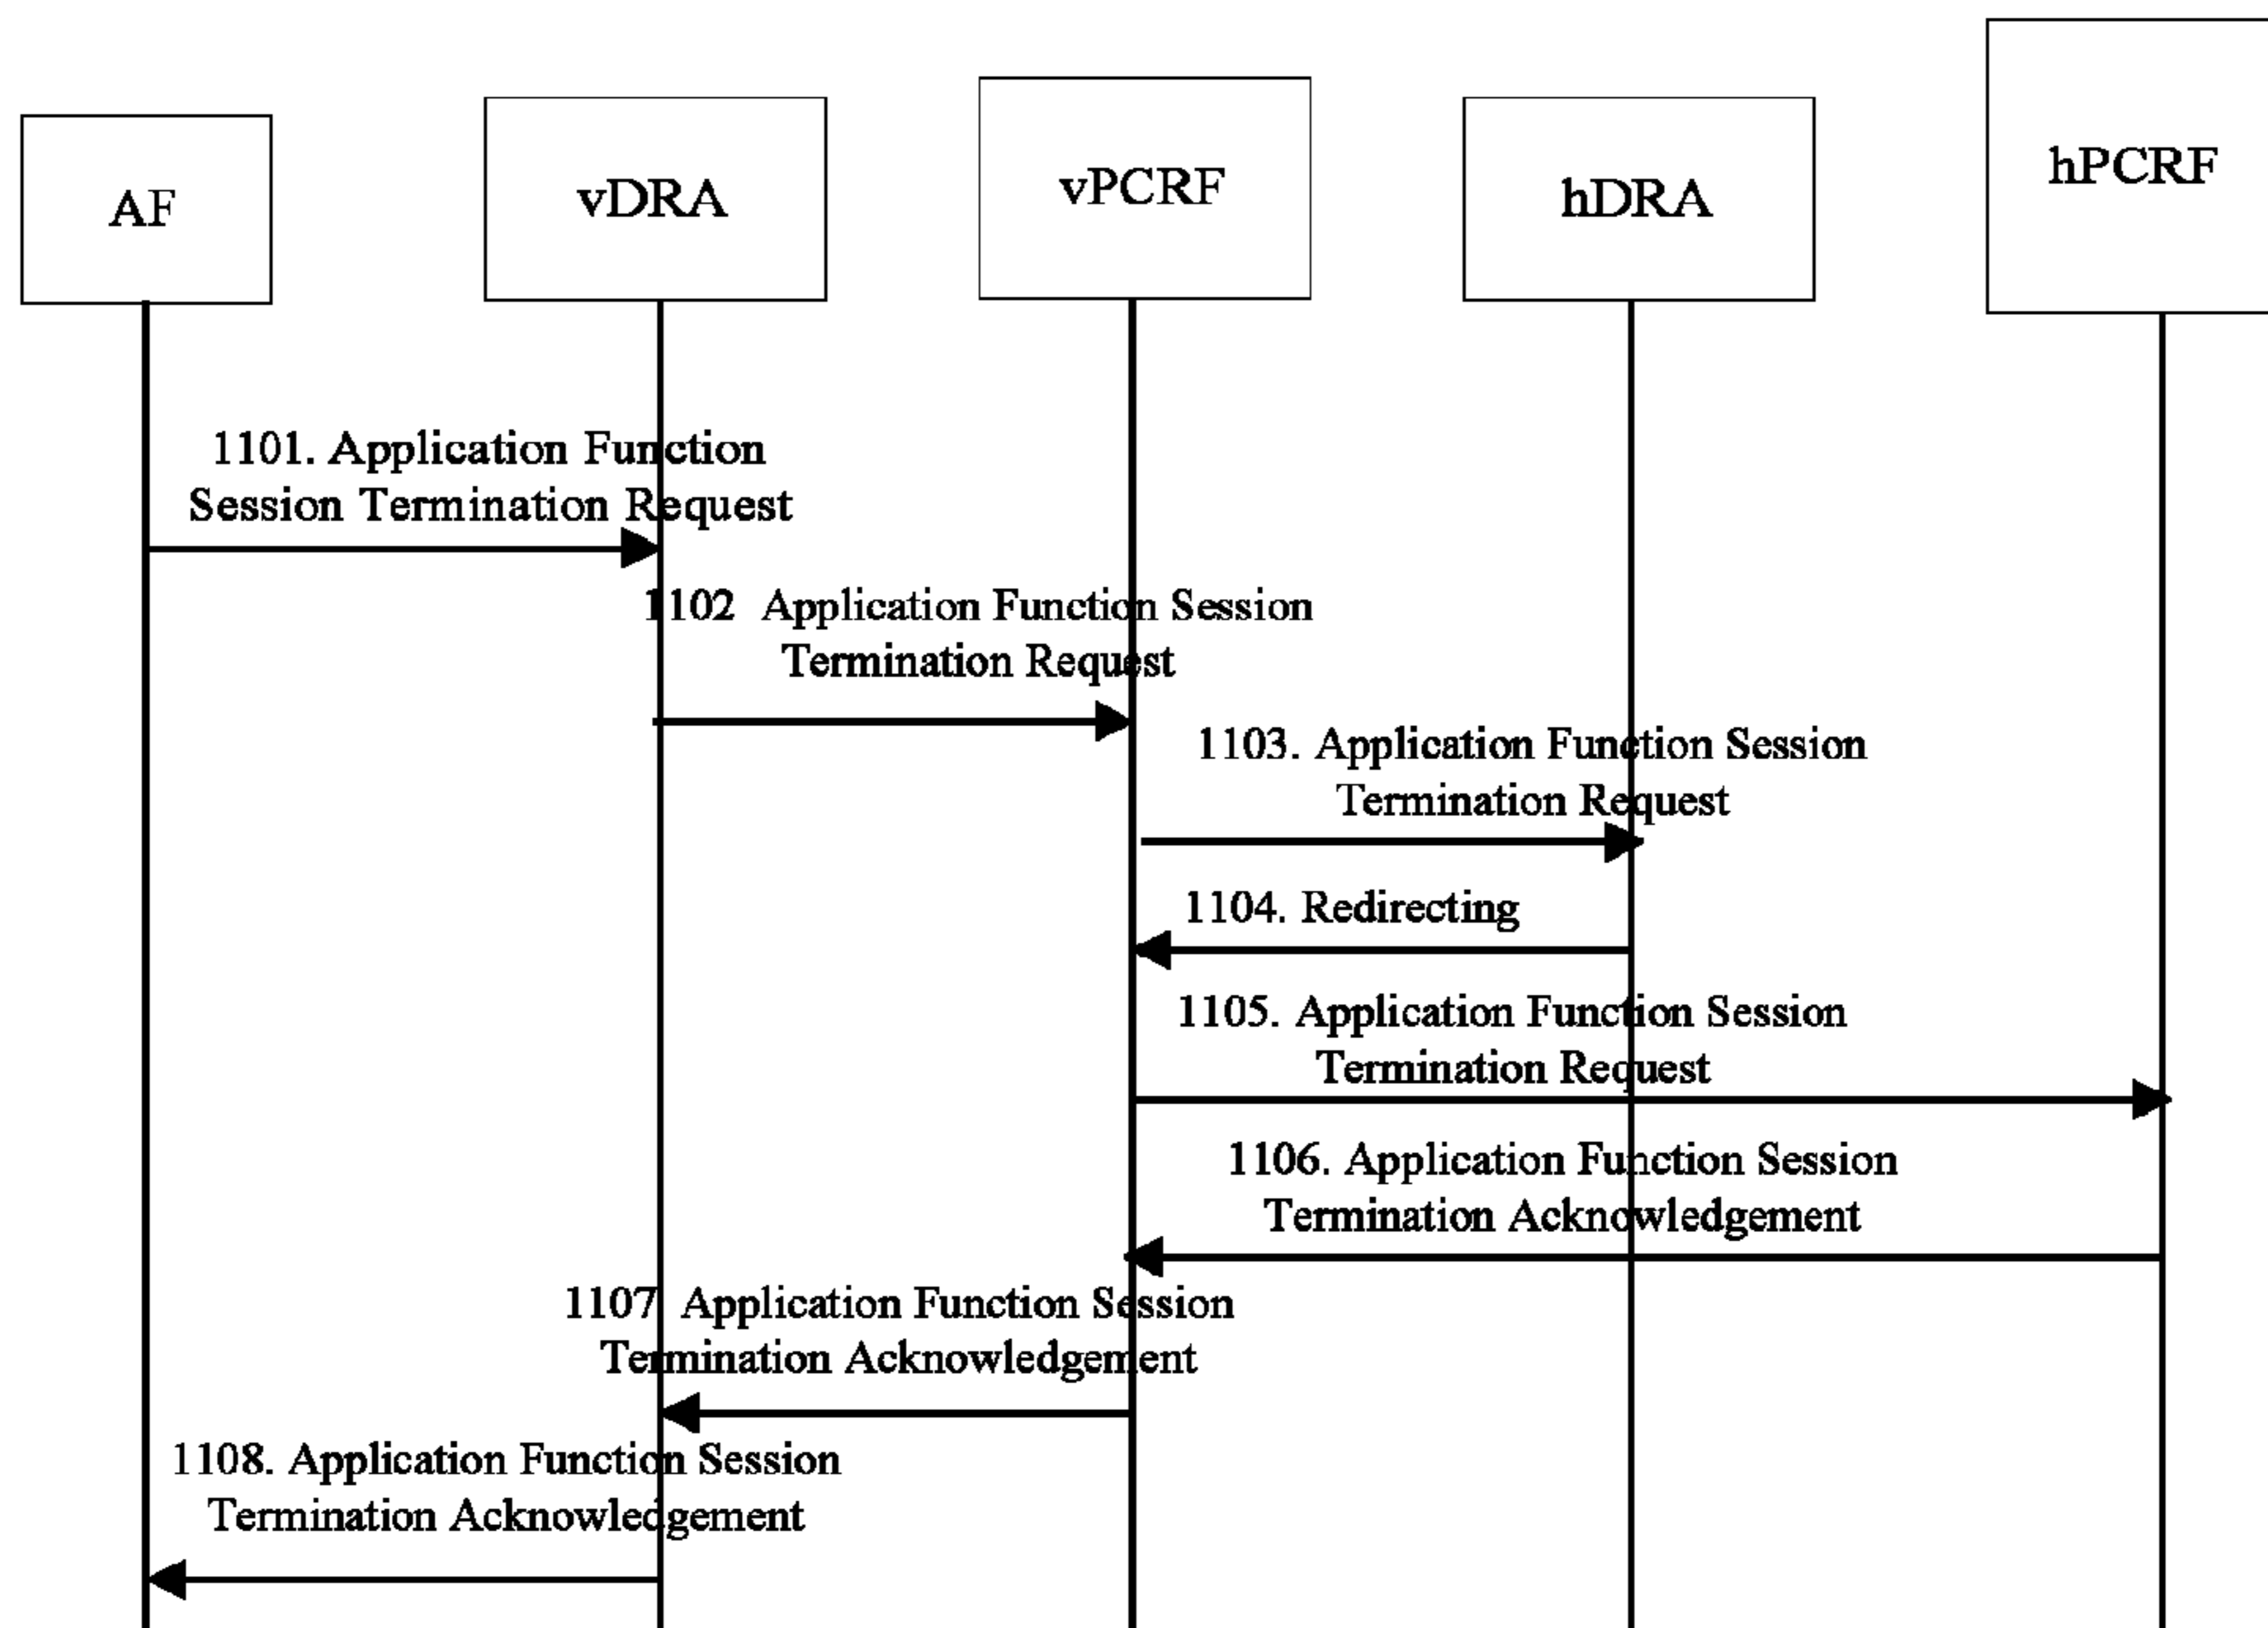 AF
vDRA
vPCRF
hDRA
hPCRF
1101. Application Function
Session Termination Request
1102 Application Function Session
Termination Request
1103. Application Function Session
Termination Request
1104. Redirecting
1105. Application Function Session
Termination Request
1106. Application Function Session
Termination Acknowledgement
1107 Application Function Session
Termination Acknowledgement
1108. Application Function Session
Termination Acknowledgement